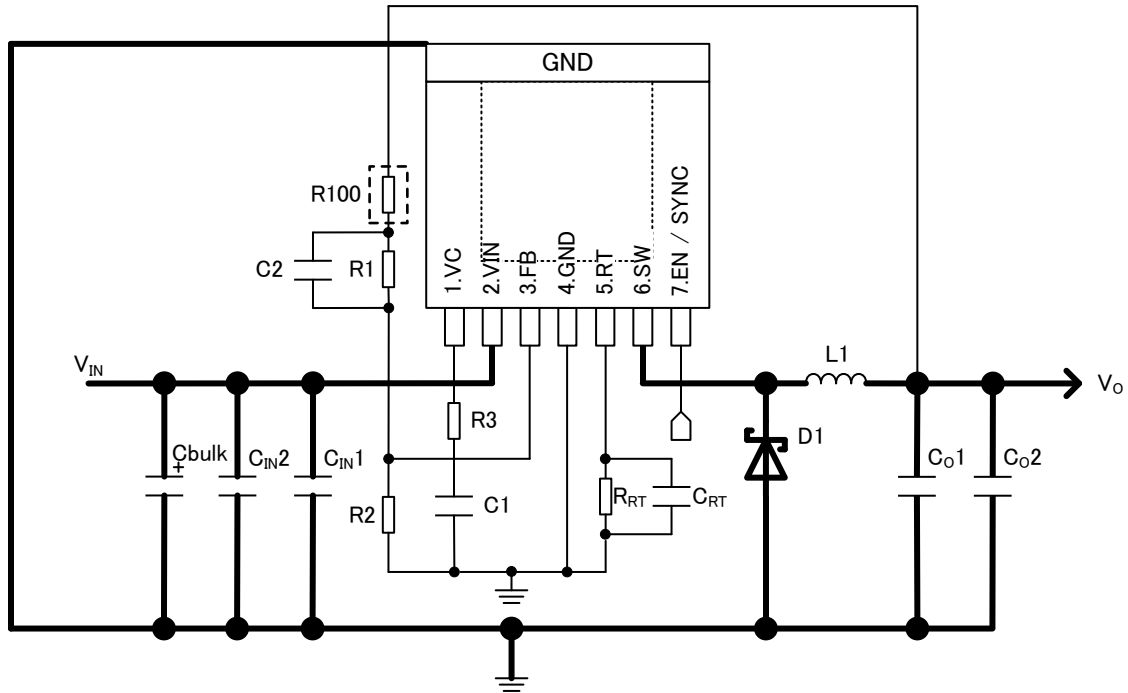 GND
R100
C2
R1
1.VC
2.VIN
3.FB
4.GND
5.RT
6.SW
7.EN / SYNC
VIN
L1
VO
R3
D1
Cbulk
+
CIN2
CIN1
CO1
CO2
R2
C1
RRT
CRT